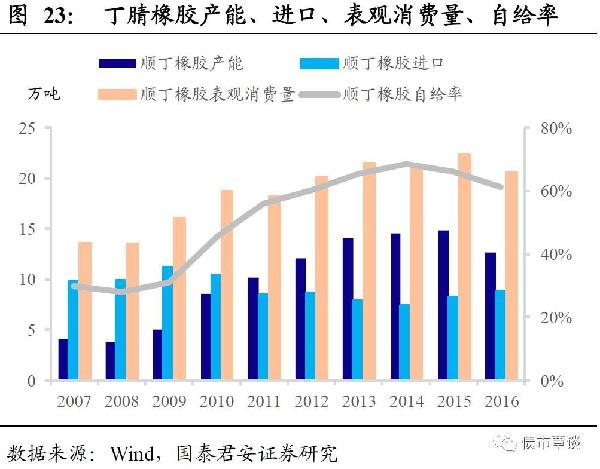 图 23: 丁腈橡胶产能、进口、表观消费量、自给率
顺丁橡胶产能 顺丁橡胶进口
万吨 顺丁橡胶表观消费量 顺丁橡胶自给率
25 80%
20 60%
15
10 40%
5 20%
0 0%
2007 2008 2009 2010 2011 2012 2013 2014 2015 2016
数据来源: Wind, 国泰君安证券研究
债市覃谈